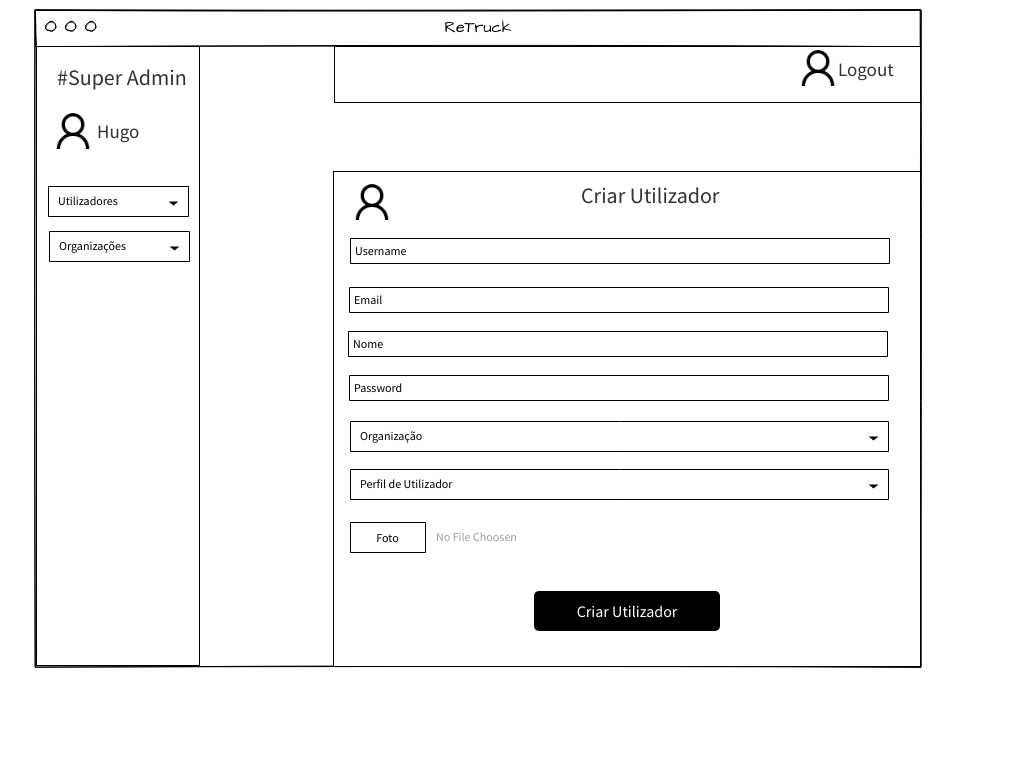 ReTruck
#Super Admin
Hugo
Utilizadores
Organizações
Logout
Criar Utilizador
Username
Email
Nome
Password
Organização
Perfil de Utilizador
Foto
No File Choosen
Criar Utilizador